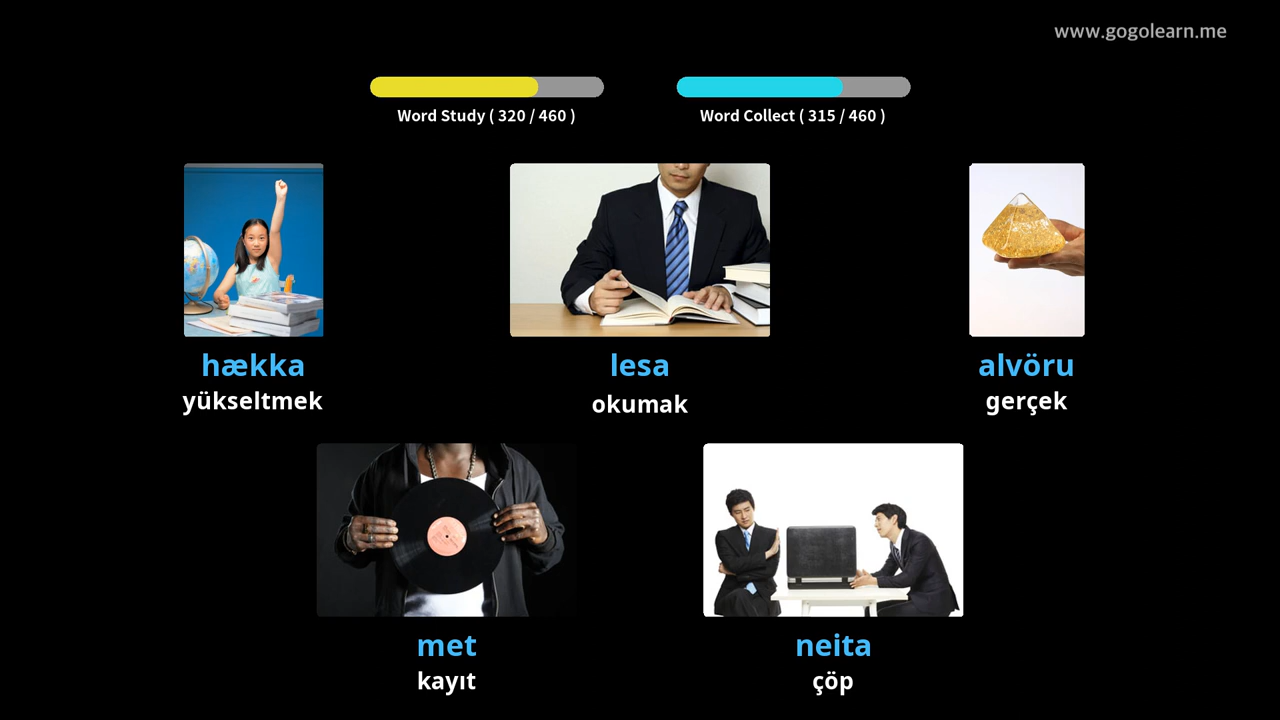 www.gogolearn.me
Word Study ( 320 / 460 )
Word Collect ( 315 / 460 )
hækka
yükseltmek
lesa
okumak
alvöru
gerçek
met
kayıt
neita
çöp